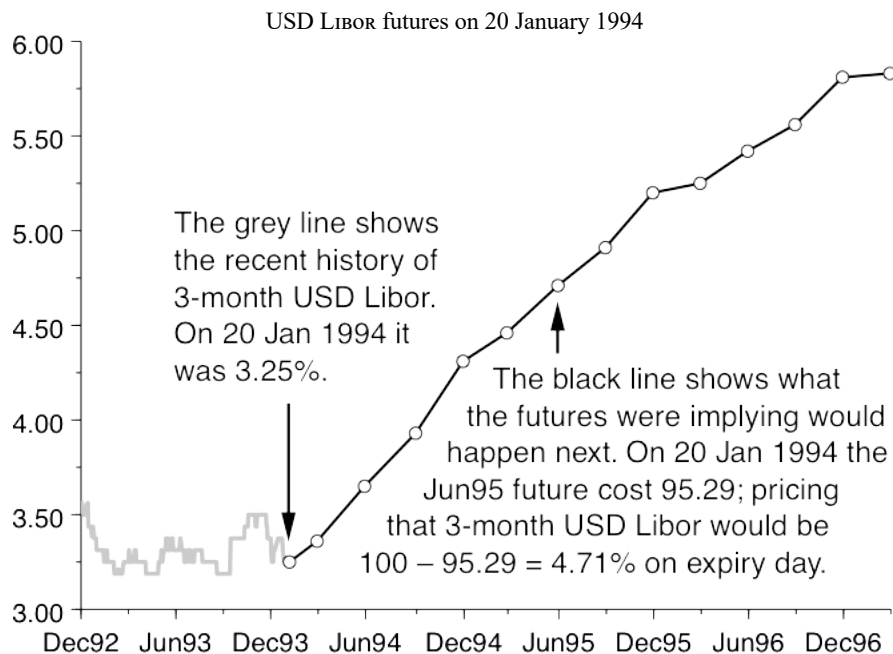 USD LIBOR futures on 20 January 1994
6.00
5.50
5.00
4.50
4.00
3.50
3.00
The grey line shows
the recent history of
3-month USD Libor.
On 20 Jan 1994 it
was 3.25%.
The black line shows what
the futures were implying would
happen next. On 20 Jan 1994 the
Jun95 future cost 95.29; pricing
that 3-month USD Libor would be
100 – 95.29 = 4.71% on expiry day.
Dec92 Jun93 Dec93 Jun94 Dec94 Jun95 Dec95 Jun96 Dec96